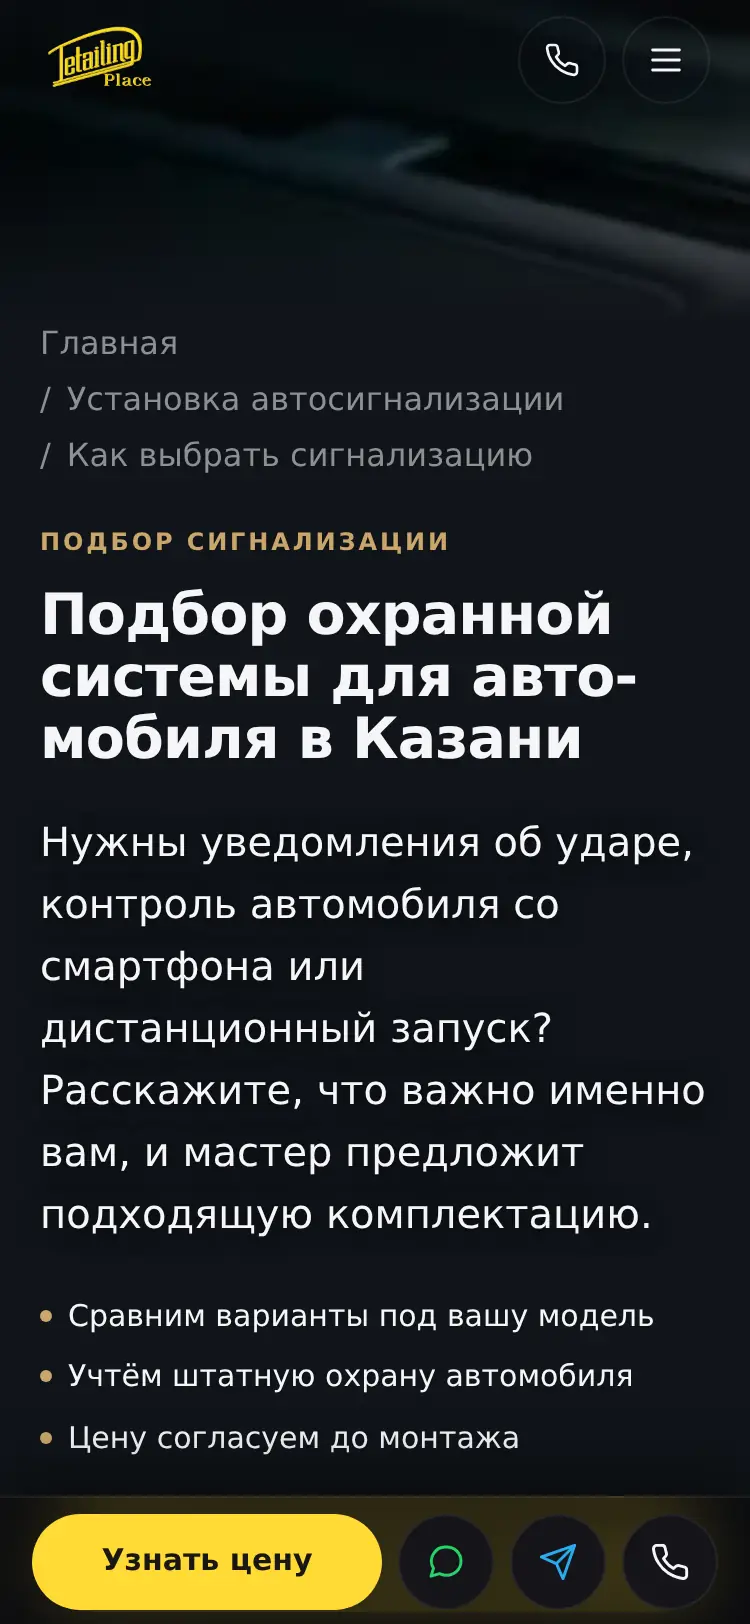 Detailing
Place
Главная
/ Установка автосигнализации
/ Как выбрать сигнализацию
ПОДБОР СИГНАЛИЗАЦИИ
Подбор охранной
системы для авто-
мобиля в Казани
Нужны уведомления об ударе,
контроль автомобиля со
смартфона или
дистанционный запуск?
Расскажите, что важно именно
вам, и мастер предложит
подходящую комплектацию.
Сравним варианты под вашу модель
Учтём штатную охрану автомобиля
Цену согласуем до монтажа
Узнать цену